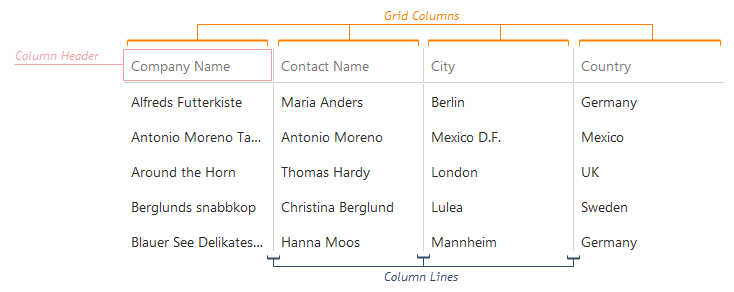 Grid Columns
Column Header
Company Name Contact Name City Country
Alfreds Futterkiste Maria Anders Berlin Germany
Antonio Moreno Ta... Antonio Moreno Mexico D.F. Mexico
Around the Horn Thomas Hardy London UK
Berglunds snabbkop Christina Berglund Lulea Sweden
Blauer See Delikates... Hanna Moos Mannheim Germany
Column Lines